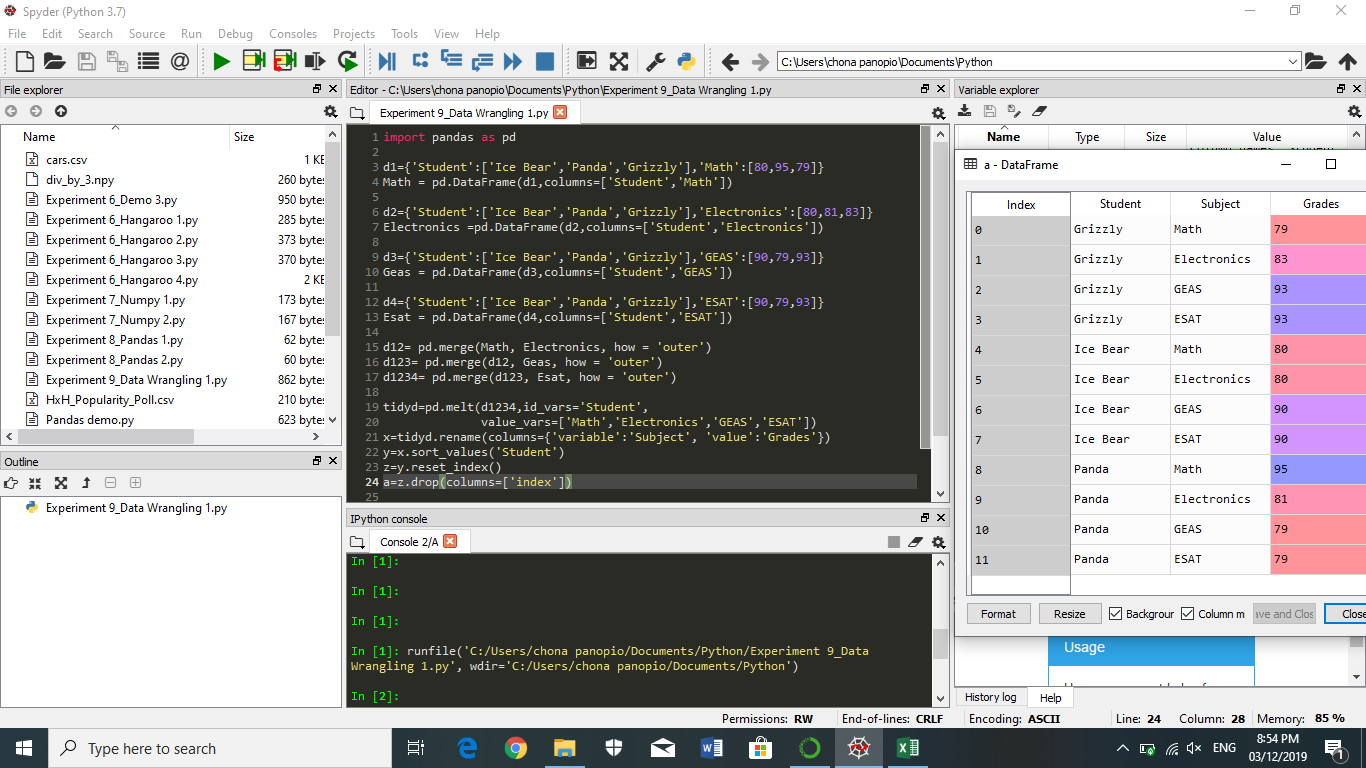 Spyder (Python 3.7)
File Edit Search Source Run Debug Consoles Projects Tools View Help
C:\Users\chona panopio\Documents\Python
File explorer
Name Size
cars.csv 1 KE
div_by_3.npy 260 bytes
Experiment 6_Demo 3.py 950 bytes
Experiment 6_Hangaroo 1.py 285 bytes
Experiment 6_Hangaroo 2.py 373 bytes
Experiment 6_Hangaroo 3.py 370 bytes
Experiment 6_Hangaroo 4.py 2 KE
Experiment 7_Numpy 1.py 173 bytes
Experiment 7_Numpy 2.py 167 bytes
Experiment 8_Pandas 1.py 62 bytes
Experiment 8_Pandas 2.py 60 bytes
Experiment 9_Data Wrangling 1.py 862 bytes
HxH_Popularity_Poll.csv 210 bytes
Pandas demo.py 623 bytes
Outline
Experiment 9_Data Wrangling 1.py
Editor - C:\Users\chona panopio\Documents\Python\Experiment 9_Data Wrangling 1.py
Experiment 9_Data Wrangling 1.py
1 import pandas as pd
2
3 d1={'Student':['Ice Bear','Panda','Grizzly'],'Math':[80,95,79]}
4 Math = pd.DataFrame(d1,columns=['Student','Math'])
5
6 d2={'Student':['Ice Bear','Panda','Grizzly'],'Electronics':[80,81,83]}
7 Electronics =pd.DataFrame(d2,columns=['Student','Electronics'])
8
9 d3={'Student':['Ice Bear','Panda','Grizzly'],'GEAS':[90,79,93]}
10 Geas = pd.DataFrame(d3,columns=['Student','GEAS'])
11
12 d4={'Student':['Ice Bear','Panda','Grizzly'],'ESAT':[90,79,93]}
13 Esat = pd.DataFrame(d4,columns=['Student','ESAT'])
14
15 d12= pd.merge(Math, Electronics, how = 'outer')
16 d123= pd.merge(d12, Geas, how = 'outer')
17 d1234= pd.merge(d123, Esat, how = 'outer')
18
19 tidyd=pd.melt(d1234,id_vars='Student',
20 value_vars=['Math','Electronics','GEAS','ESAT'])
21 x=tidyd.rename(columns={'variable':'Subject', 'value':'Grades'})
22 y=x.sort_values('Student')
23 z=y.reset_index()
24 a=z.drop(columns=['index'])
25
IPython console
Console 2/A
In [1]:
In [1]:
In [1]:
In [1]: runfile('C:/Users/chona panopio/Documents/Python/Experiment 9_Data
Wrangling 1.py', wdir='C:/Users/chona panopio/Documents/Python')
In [2]:
Variable explorer
Name Type Size Value
a - DataFrame
Index Student Subject Grades
0 Grizzly Math 79
1 Grizzly Electronics 83
2 Grizzly GEAS 93
3 Grizzly ESAT 93
4 Ice Bear Math 80
5 Ice Bear Electronics 80
6 Ice Bear GEAS 90
7 Ice Bear ESAT 90
8 Panda Math 95
9 Panda Electronics 81
10 Panda GEAS 79
11 Panda ESAT 79
Format Resize Backgrour Column m ave and Clos Close
Usage
History log Help
Permissions: RW End-of-lines: CRLF Encoding: ASCII Line: 24 Column: 28 Memory: 85 %
Type here to search
ENG
8:54 PM
03/12/2019
1